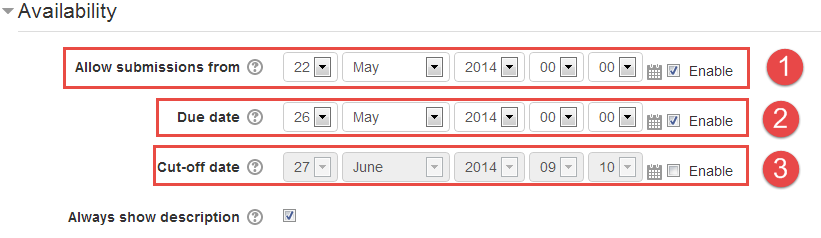 Availability
Allow submissions from 22 May 2014 00 00 Enable 1
Due date 26 May 2014 00 00 Enable 2
Cut-off date 27 June 2014 09 10 Enable 3
Always show description